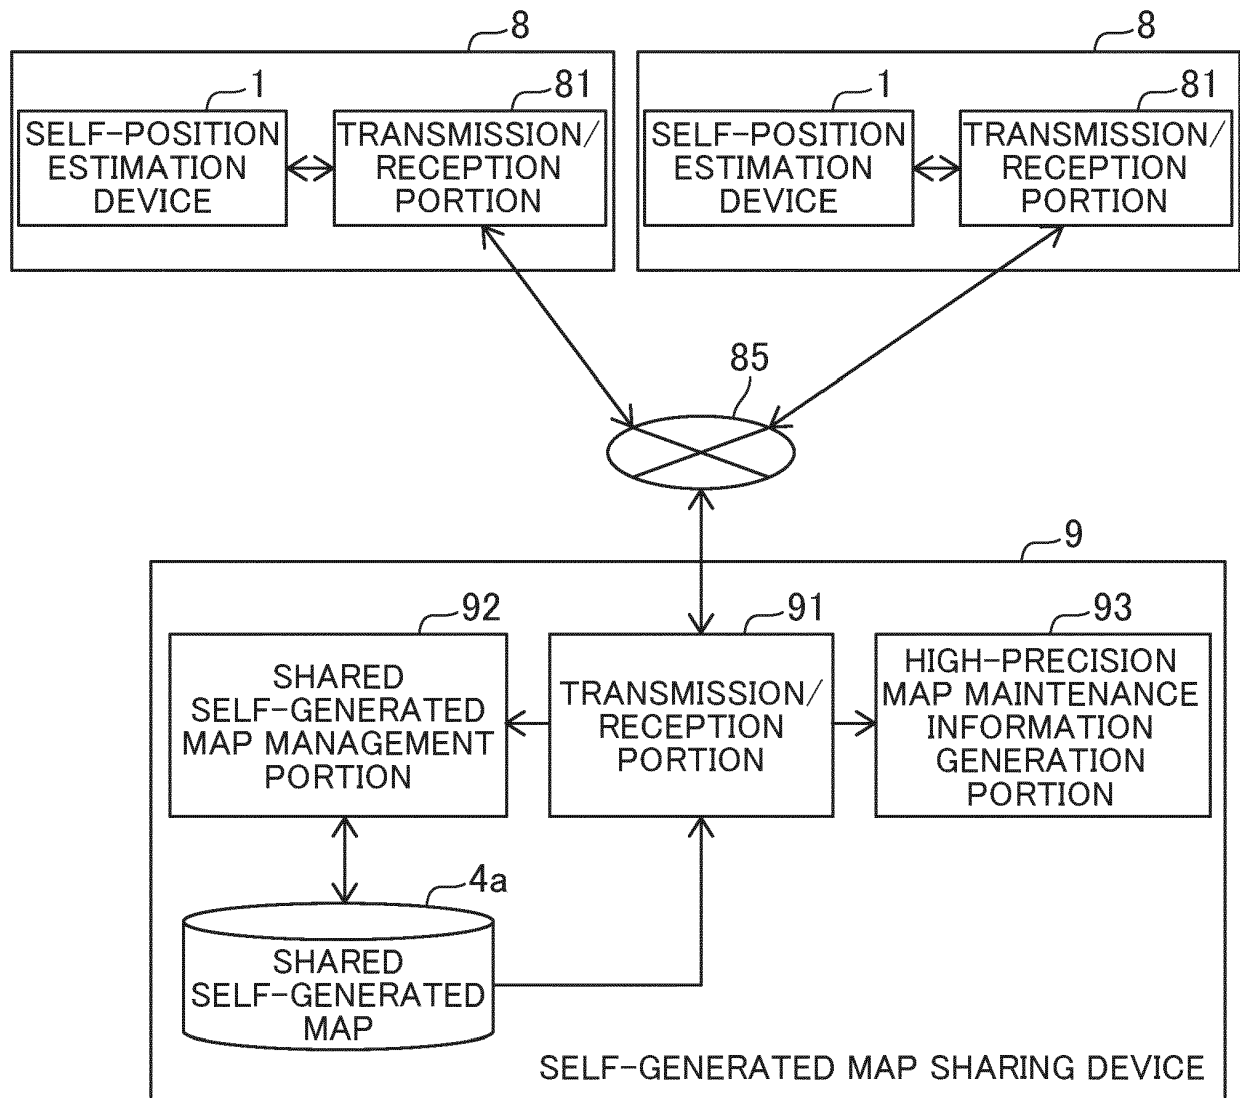 8
1
81
SELF-POSITION
ESTIMATION
DEVICE
TRANSMISSION/
RECEPTION
PORTION
8
1
81
SELF-POSITION
ESTIMATION
DEVICE
TRANSMISSION/
RECEPTION
PORTION
85
9
92
SHARED
SELF-GENERATED
MAP MANAGEMENT
PORTION
91
TRANSMISSION/
RECEPTION
PORTION
93
HIGH-PRECISION
MAP MAINTENANCE
INFORMATION
GENERATION
PORTION
4a
SHARED
SELF-GENERATED
MAP
SELF-GENERATED MAP SHARING DEVICE